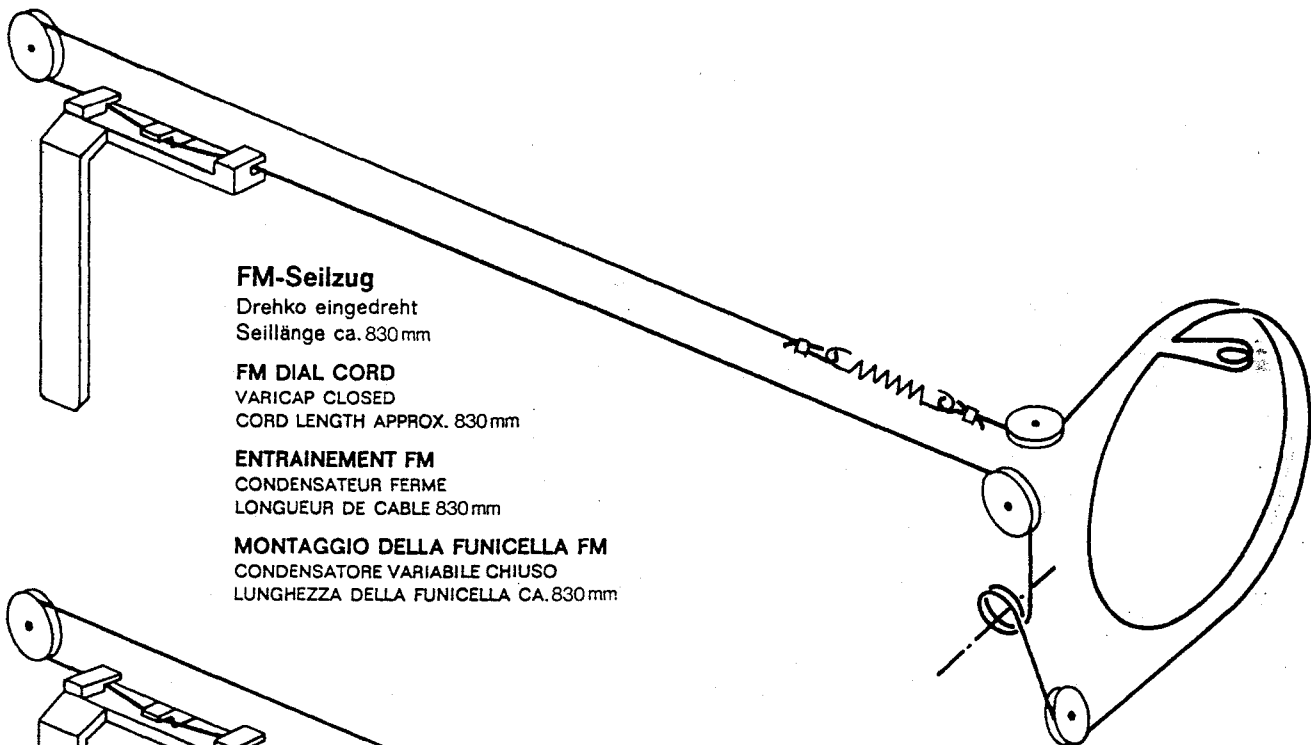 FM-Seilzug
Drehko eingedreht
Seillänge ca. 830 mm
FM DIAL CORD
VARICAP CLOSED
CORD LENGTH APPROX. 830 mm
ENTRAINEMENT FM
CONDENSATEUR FERME
LONGUEUR DE CABLE 830 mm
MONTAGGIO DELLA FUNICELLA FM
CONDENSATORE VARIABILE CHIUSO
LUNGHEZZA DELLA FUNICELLA CA. 830 mm